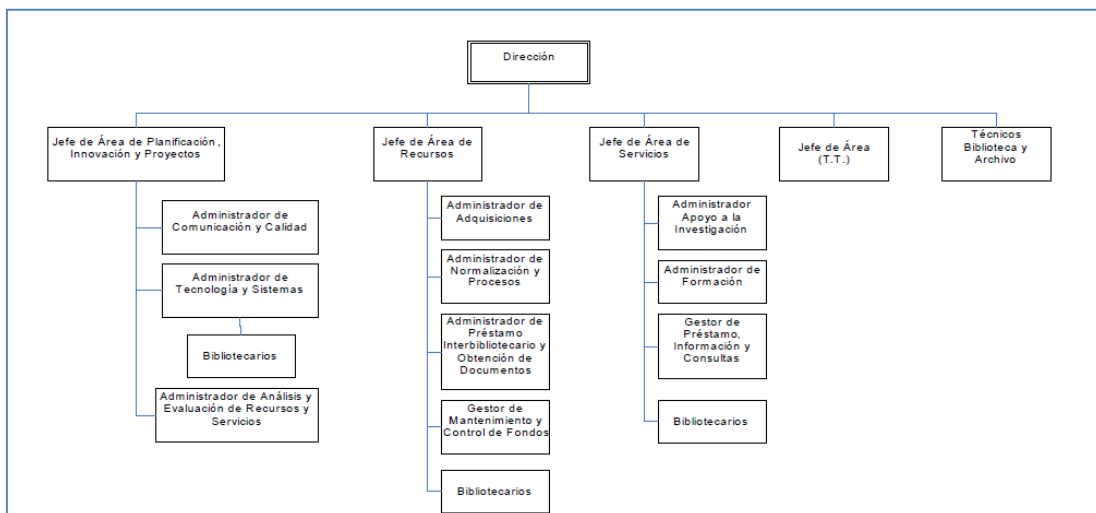 Dirección
Jefe de Área de Planificación,
Innovación y Proyectos
Jefe de Área de
Recursos
Jefe de Área de
Servicios
Jefe de Área
(T.T.)
Técnicos
Biblioteca y
Archivo
Administrador de
Comunicación y Calidad
Administrador de
Tecnología y Sistemas
Bibliotecarios
Administrador de Análisis y
Evaluación de Recursos y
Servicios
Administrador de
Adquisiciones
Administrador de
Normalización y
Procesos
Administrador de
Préstamo
Interbibliotecario y
Obtención de
Documentos
Gestor de
Mantenimiento y
Control de Fondos
Bibliotecarios
Administrador
Apoyo a la
Investigación
Administrador de
Formación
Gestor de
Préstamo,
Información y
Consultas
Bibliotecarios